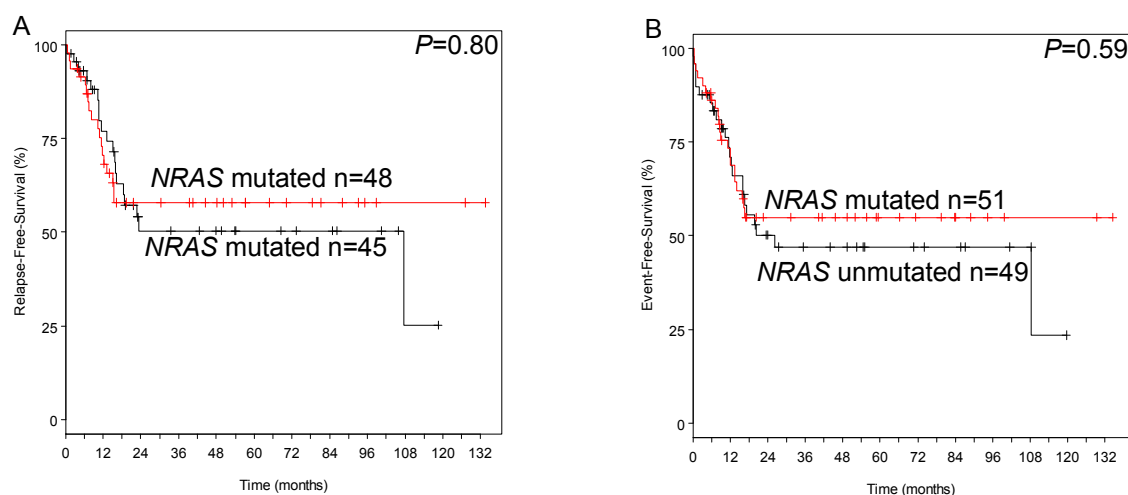 A
P=0.80
100
75
50
25
0
Relapse-Free-Survival (%)
NRAS mutated n=48
NRAS mutated n=45
0 12 24 36 48 60 72 84 96 108 120 132
Time (months)
B
P=0.59
100
75
50
25
0
Event-Free-Survival (%)
NRAS mutated n=51
NRAS unmutated n=49
0 12 24 36 48 60 72 84 96 108 120 132
Time (months)